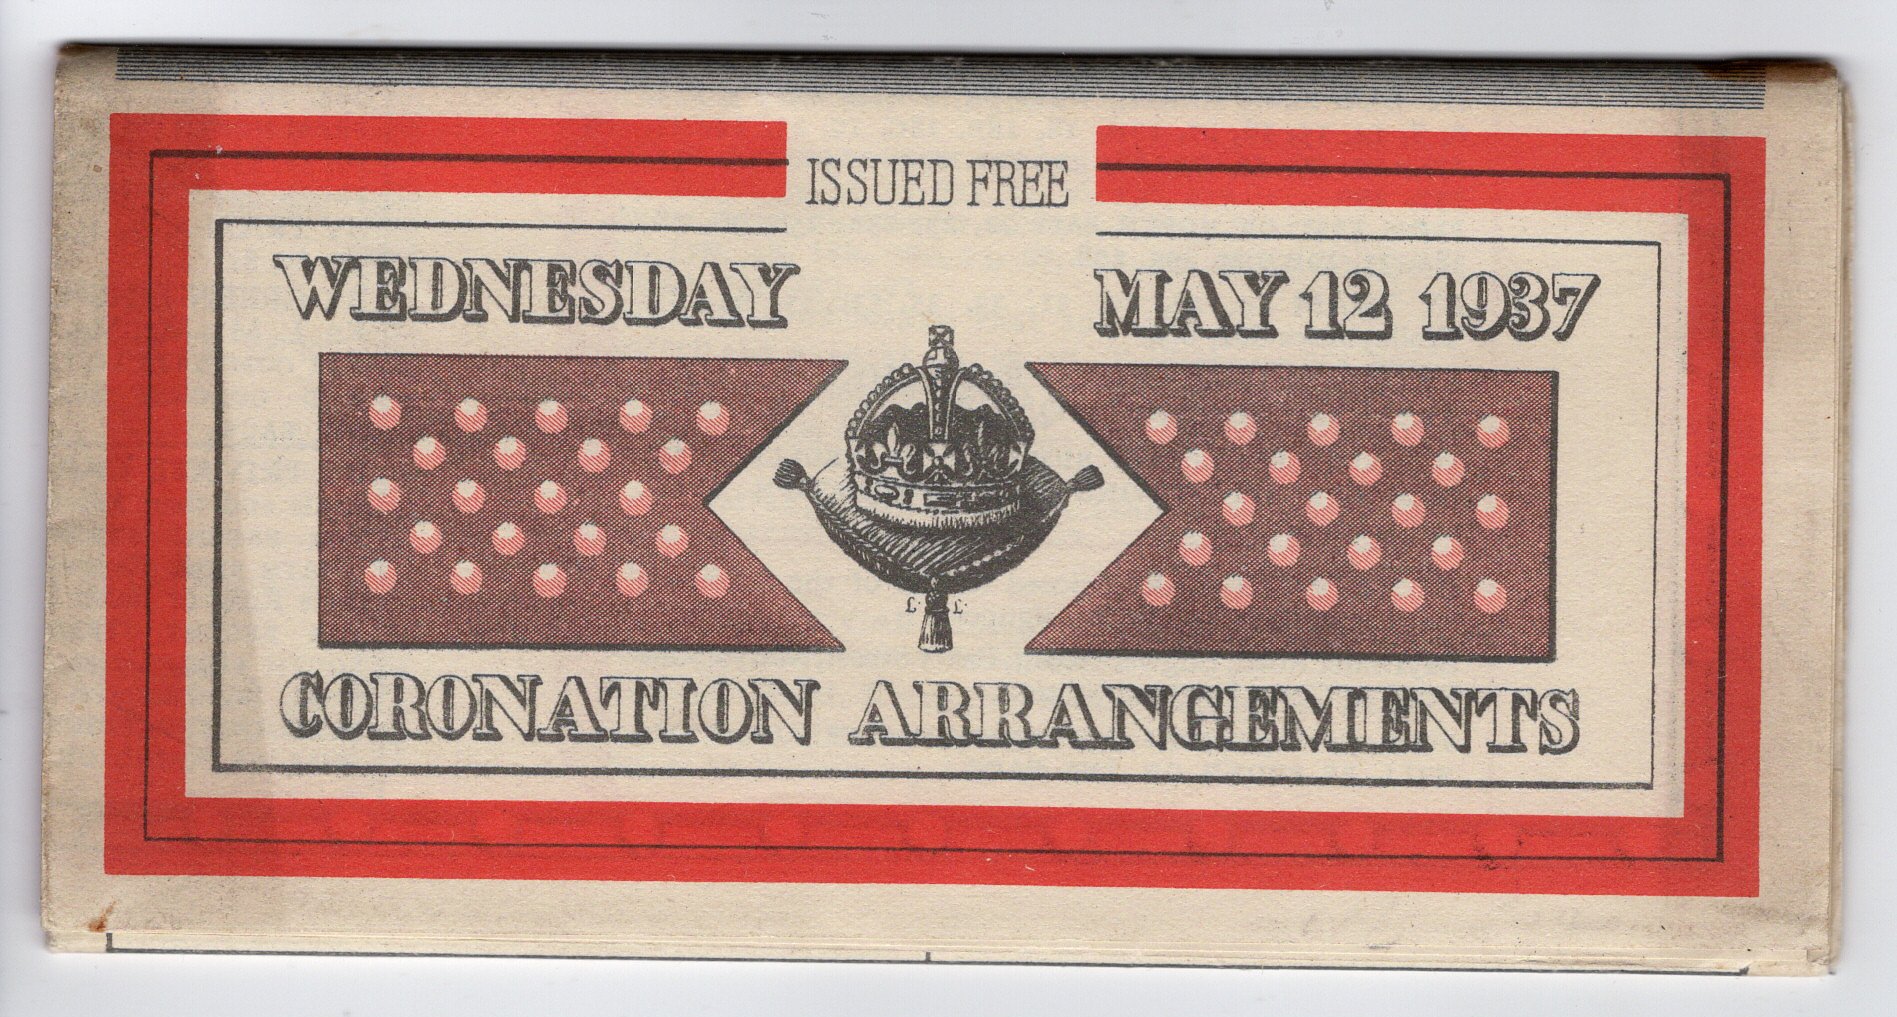 ISSUED FREE
WEDNESDAY MAY 12 1937
L. L.
CORONATION ARRANGEMENTS